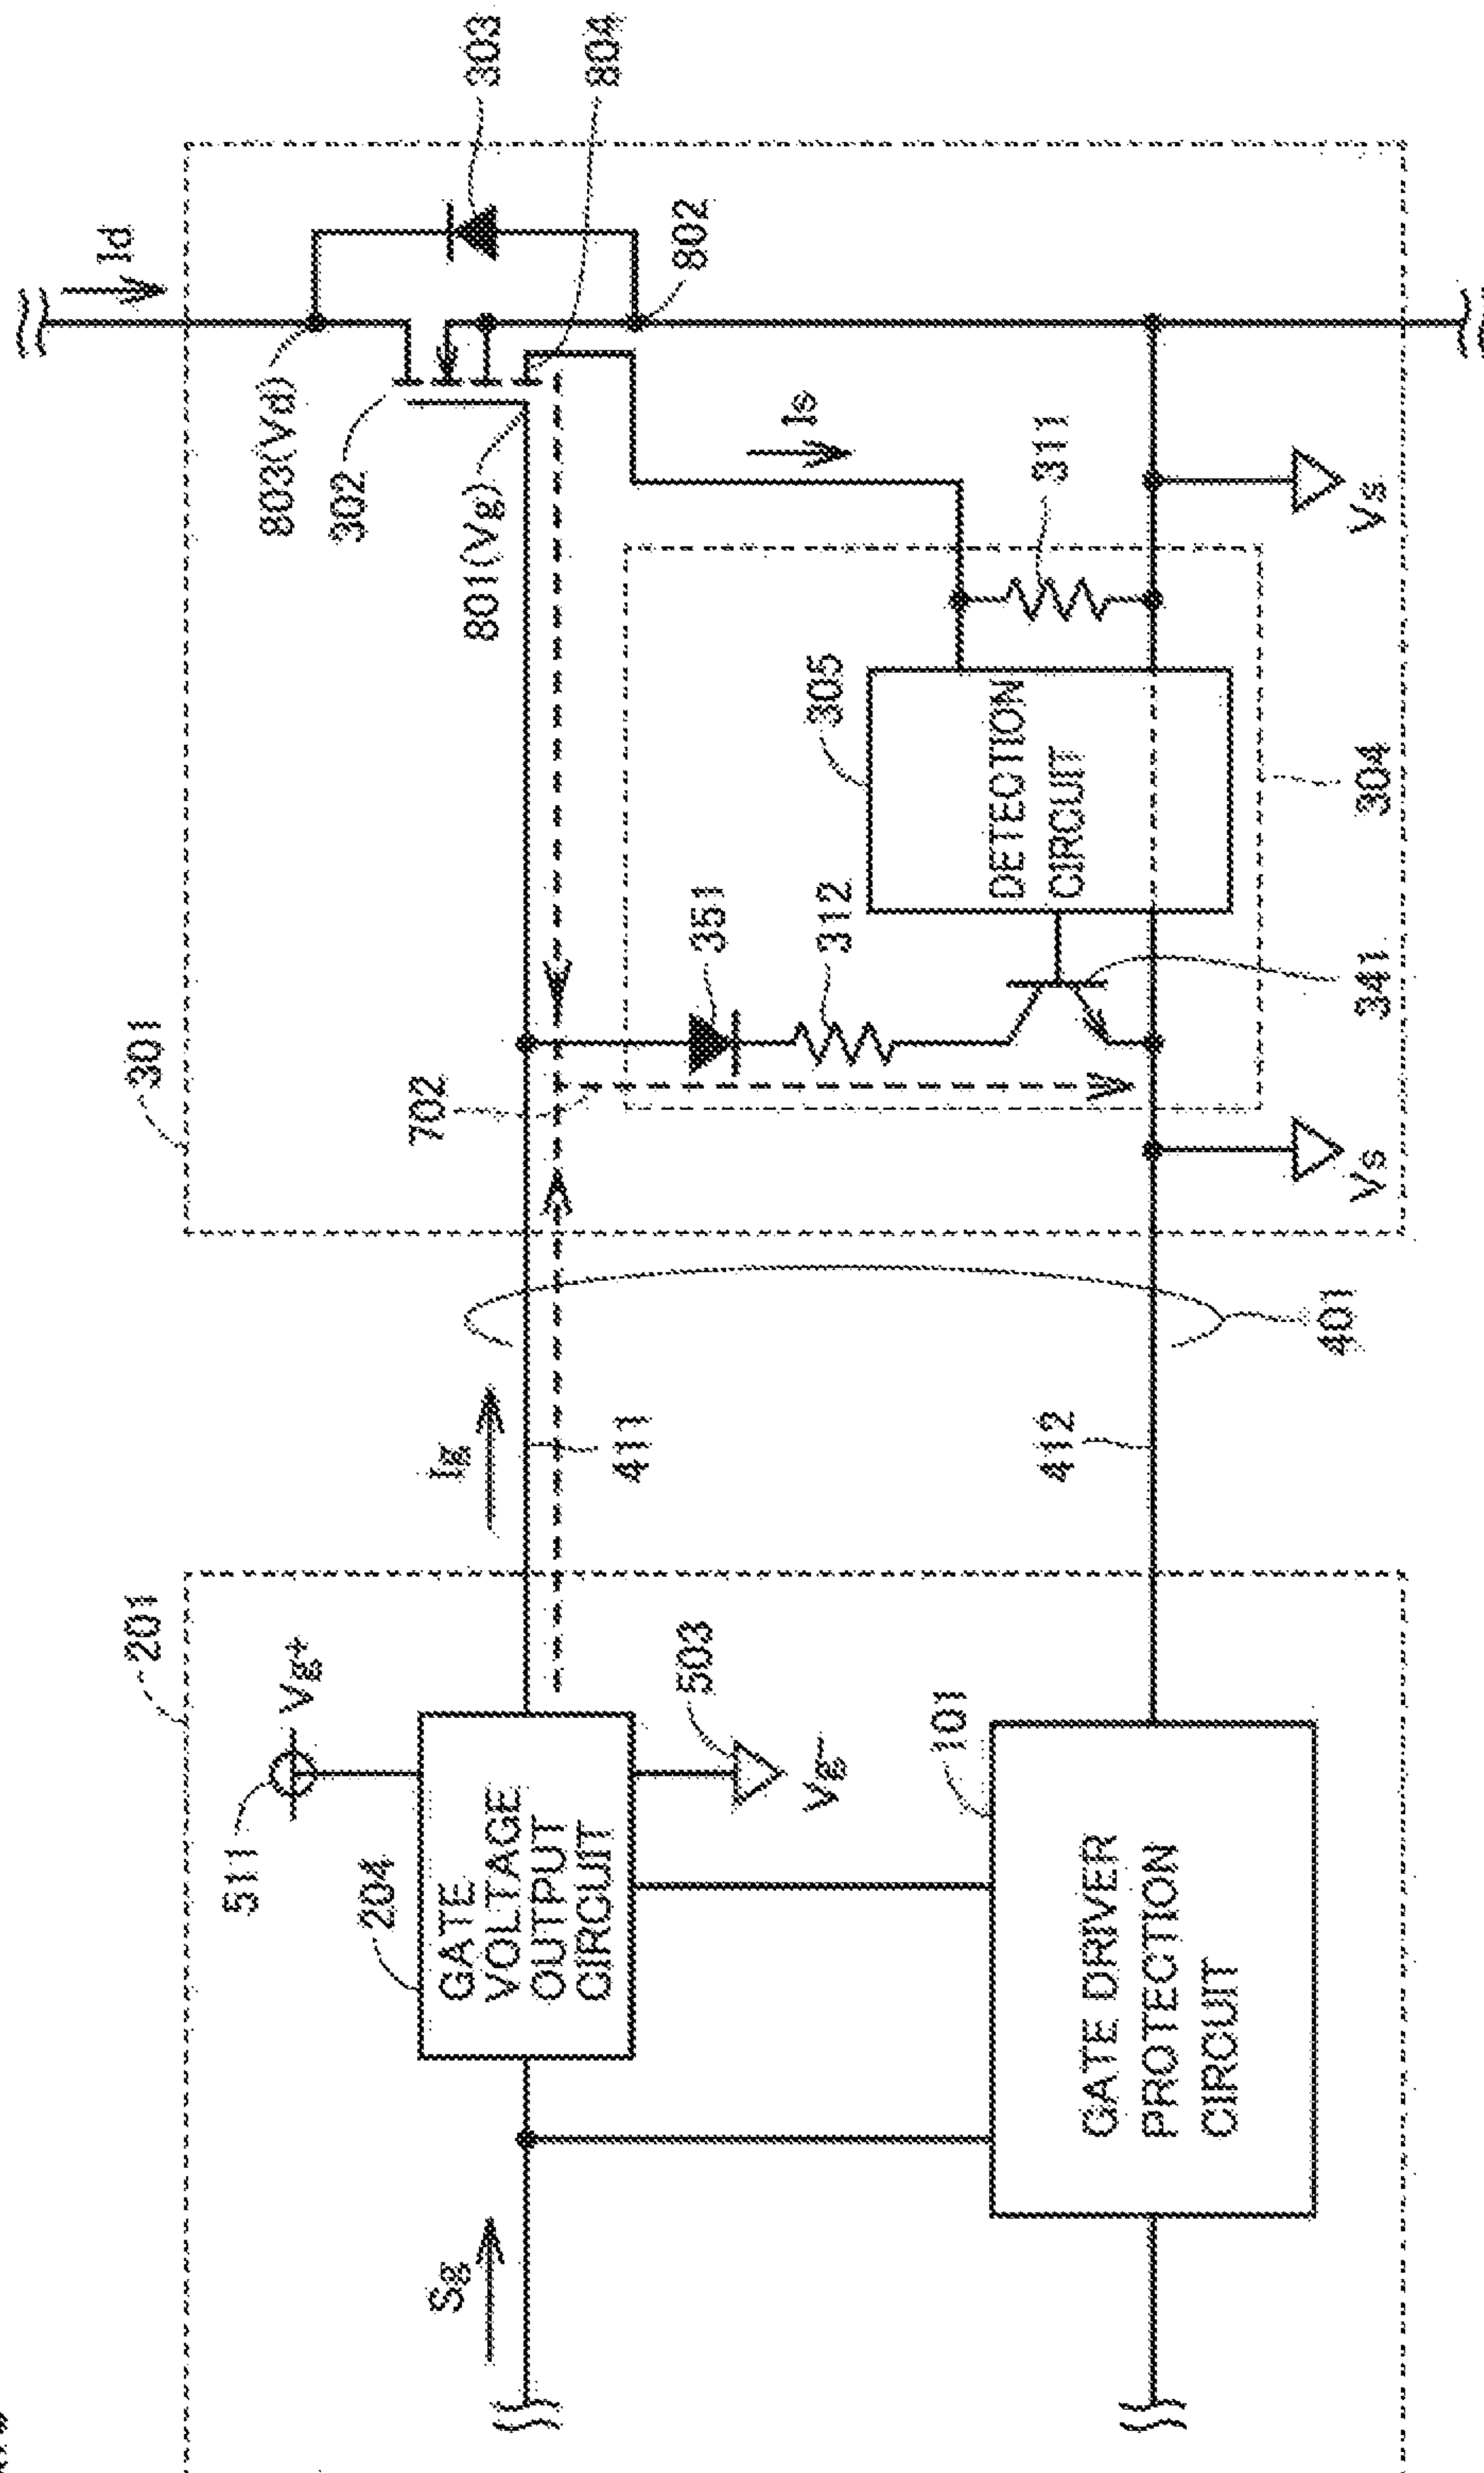 301
303
804
Id
803(Vd)
302
801(Vg)
802
Is
311
305
DETECTION
CIRCUIT
304
351
312
341
702
Vs
Vs
401
Ig
411
412
201
511
Vg+
204
GATE
VOLTAGE
OUTPUT
CIRCUIT
503
Vg-
101
GATE DRIVER
PROTECTION
CIRCUIT
Sg